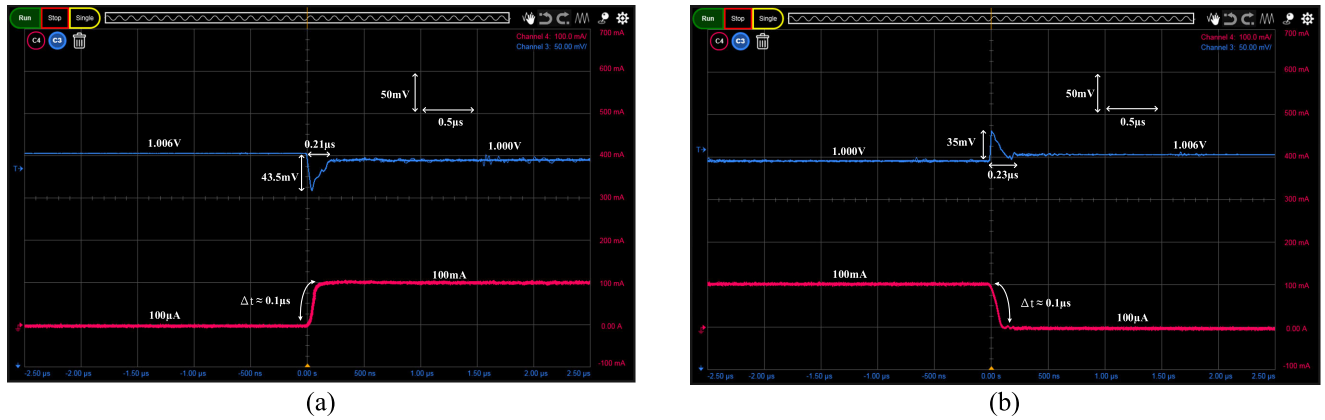 Run Stop Single
C4 C3
Channel 4: 100.0 mA/
Channel 3: 50.00 mV/
700 mA
600 mA
500 mA
400 mA
300 mA
200 mA
100 mA
0.00 A
-100 mA
T
50mV
0.5µs
1.006V
0.21µs
1.000V
43.5mV
100mA
Δt ≈ 0.1µs
100µA
-2.50 µs -2.00 µs -1.50 µs -1.00 µs -500 ns 0.00 s 500 ns 1.00 µs 1.50 µs 2.00 µs 2.50 µs
(a)
Run Stop Single
C4 C3
Channel 4: 100.0 mA/
Channel 3: 50.00 mV/
700 mA
600 mA
500 mA
400 mA
300 mA
200 mA
100 mA
0.00 A
-100 mA
T
50mV
0.5µs
35mV
1.000V
1.006V
0.23µs
100mA
Δt ≈ 0.1µs
100µA
-2.50 µs -2.00 µs -1.50 µs -1.00 µs -500 ns 0.00 s 500 ns 1.00 µs 1.50 µs 2.00 µs 2.50 µs
(b)